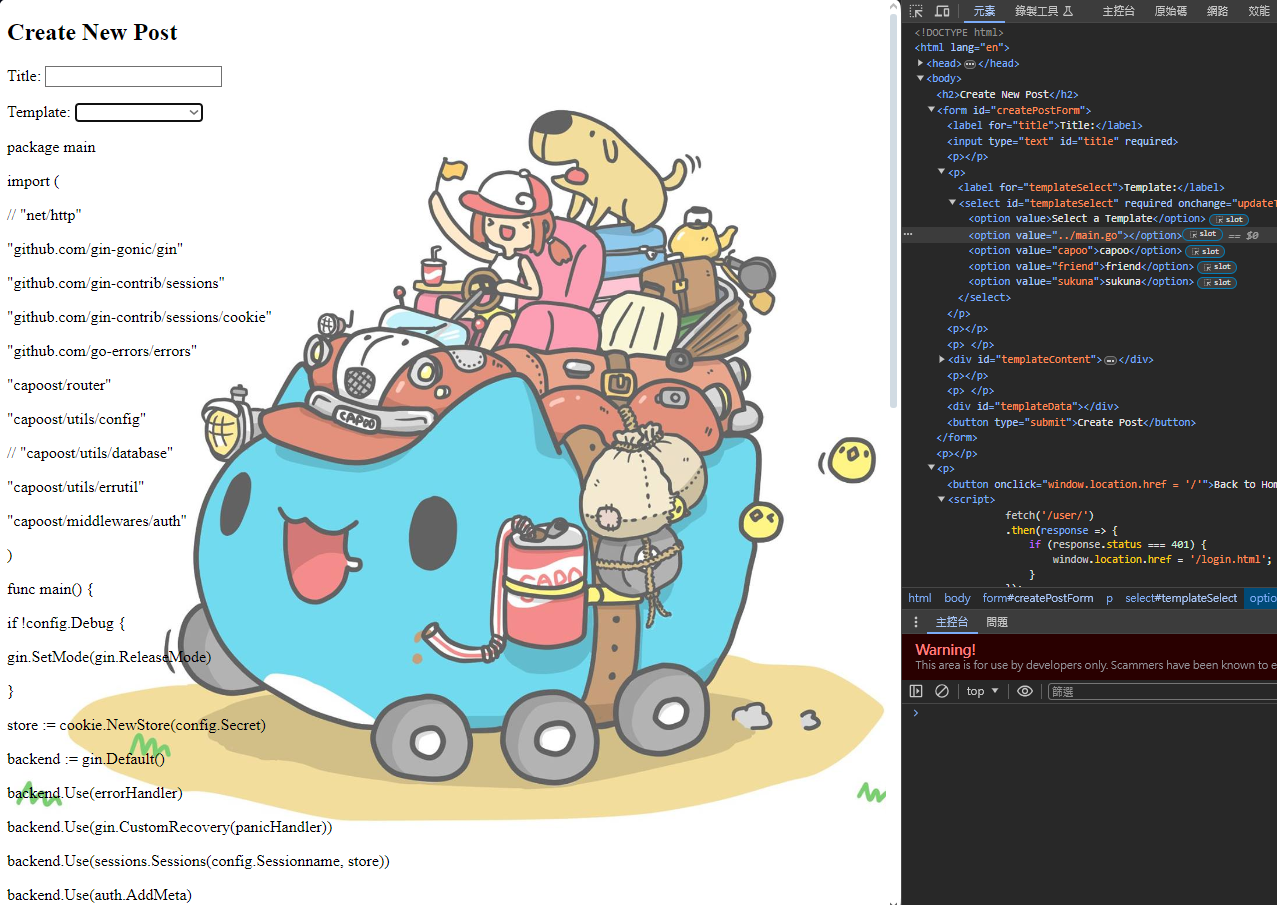 Create New Post
Title:
Template:
package main
import (
// "net/http"
"github.com/gin-gonic/gin"
"github.com/gin-contrib/sessions"
"github.com/gin-contrib/sessions/cookie"
"github.com/go-errors/errors"
"capoost/router"
"capoost/utils/config"
// "capoost/utils/database"
"capoost/utils/errutil"
"capoost/middlewares/auth"
)
func main() {
if !config.Debug {
gin.SetMode(gin.ReleaseMode)
}
store := cookie.NewStore(config.Secret)
backend := gin.Default()
backend.Use(errorHandler)
backend.Use(gin.CustomRecovery(panicHandler))
backend.Use(sessions.Sessions(config.Sessionname, store))
backend.Use(auth.AddMeta)
CAPOO
CAPO
元素 錄製工具 主控台 原始碼 網路 效能
<!DOCTYPE html>
<html lang="en">
<head> ⋯ </head>
<body>
<h2>Create New Post</h2>
<form id="createPostForm">
<label for="title">Title:</label>
<input type="text" id="title" required>
<p></p>
<p>
<label for="templateSelect">Template:</label>
<select id="templateSelect" required onchange="updateT
<option value>Select a Template</option> slot
⋯ <option value="../main.go"></option> slot == $0
<option value="capoo">capoo</option> slot
<option value="friend">friend</option> slot
<option value="sukuna">sukuna</option> slot
</select>
</p>
<p></p>
<p> </p>
<div id="templateContent"> ⋯ </div>
<p></p>
<p> </p>
<div id="templateData"></div>
<button type="submit">Create Post</button>
</form>
<p></p>
<p>
<button onclick="window.location.href = '/'">Back to Hom
<script>
fetch('/user/')
.then(response => {
if (response.status === 401) {
window.location.href = '/login.html';
}
html body form#createPostForm p select#templateSelect optio
主控台 問題
Warning!
This area is for use by developers only. Scammers have been known to e
top 篩選